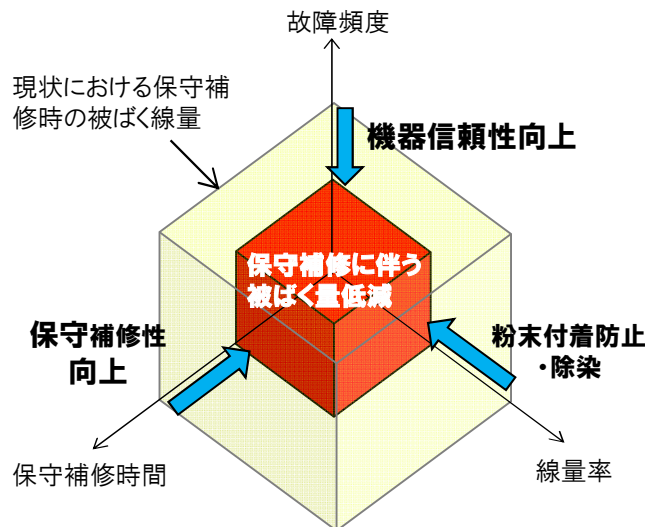 故障頻度
現状における保守補
修時の被ばく線量
機器信頼性向上
保守補修に伴う
被ばく量低減
保守補修性
向上
粉末付着防止
・除染
保守補修時間
線量率